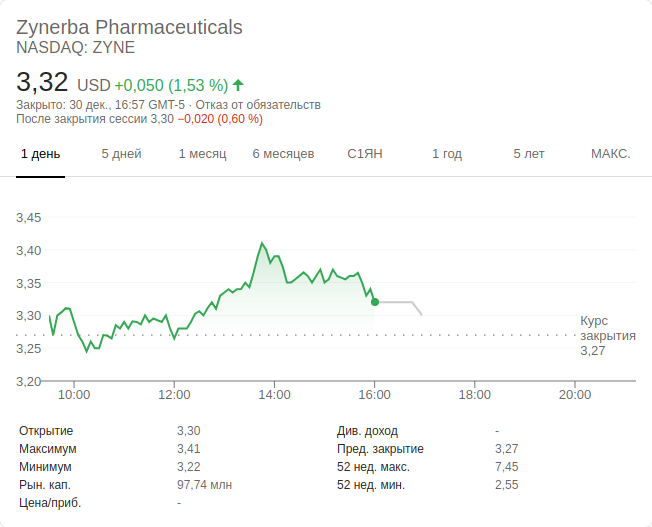 Zynerba Pharmaceuticals
NASDAQ: ZYNE
3,32 USD +0,050 (1,53 %)
Закрыто: 30 дек., 16:57 GMT-5 · Отказ от обязательств
После закрытия сессии 3,30 −0,020 (0,60 %)
1 день 5 дней 1 месяц 6 месяцев С1ЯН 1 год 5 лет МАКС.
3,45
3,40
3,35
3,30
3,25
3,20
Курс
закрытия
3,27
10:00 12:00 14:00 16:00 18:00 20:00
Открытие 3,30 Див. доход -
Максимум 3,41 Пред. закрытие 3,27
Минимум 3,22 52 нед. макс. 7,45
Рын. кап. 97,74 млн 52 нед. мин. 2,55
Цена/приб. -